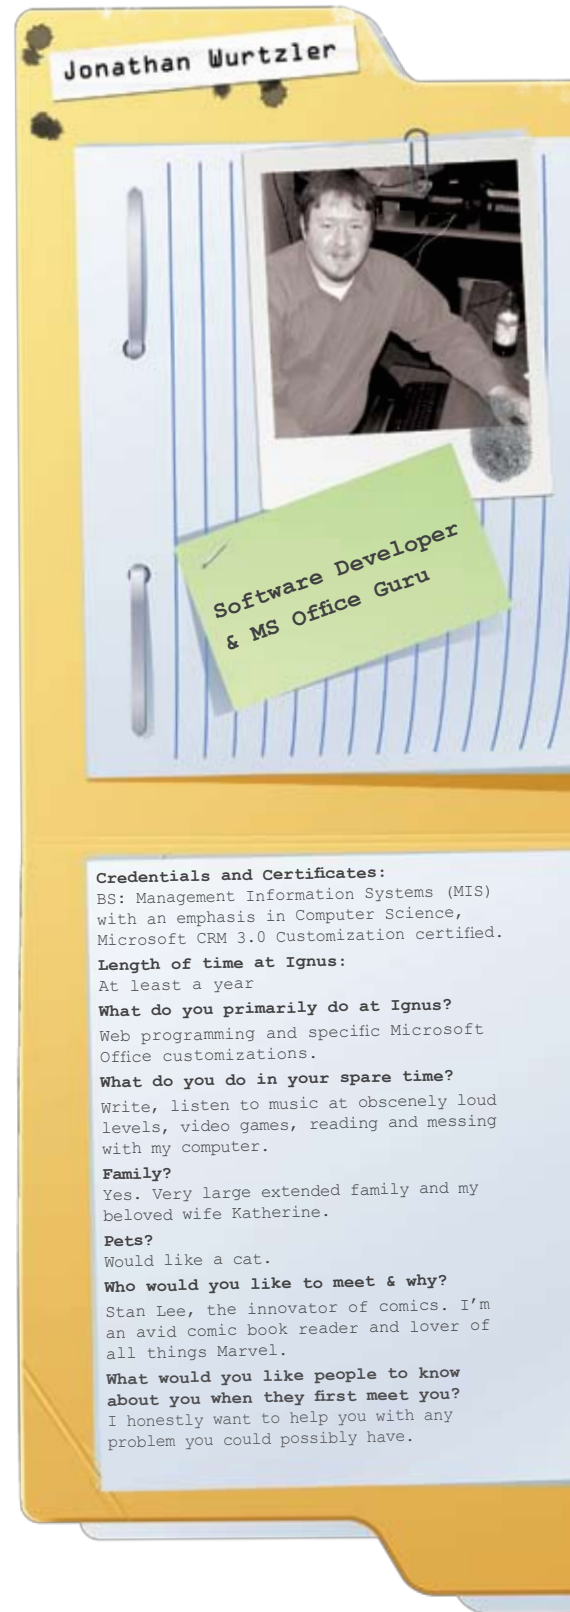 Jonathan Wurtzler
Software Developer
& MS Office Guru
Credentials and Certificates:
BS: Management Information Systems (MIS)
with an emphasis in Computer Science,
Microsoft CRM 3.0 Customization certified.
Length of time at Ignus:
At least a year
What do you primarily do at Ignus?
Web programming and specific Microsoft
Office customizations.
What do you do in your spare time?
Write, listen to music at obscenely loud
levels, video games, reading and messing
with my computer.
Family?
Yes. Very large extended family and my
beloved wife Katherine.
Pets?
Would like a cat.
Who would you like to meet & why?
Stan Lee, the innovator of comics. I'm
an avid comic book reader and lover of
all things Marvel.
What would you like people to know
about you when they first meet you?
I honestly want to help you with any
problem you could possibly have.